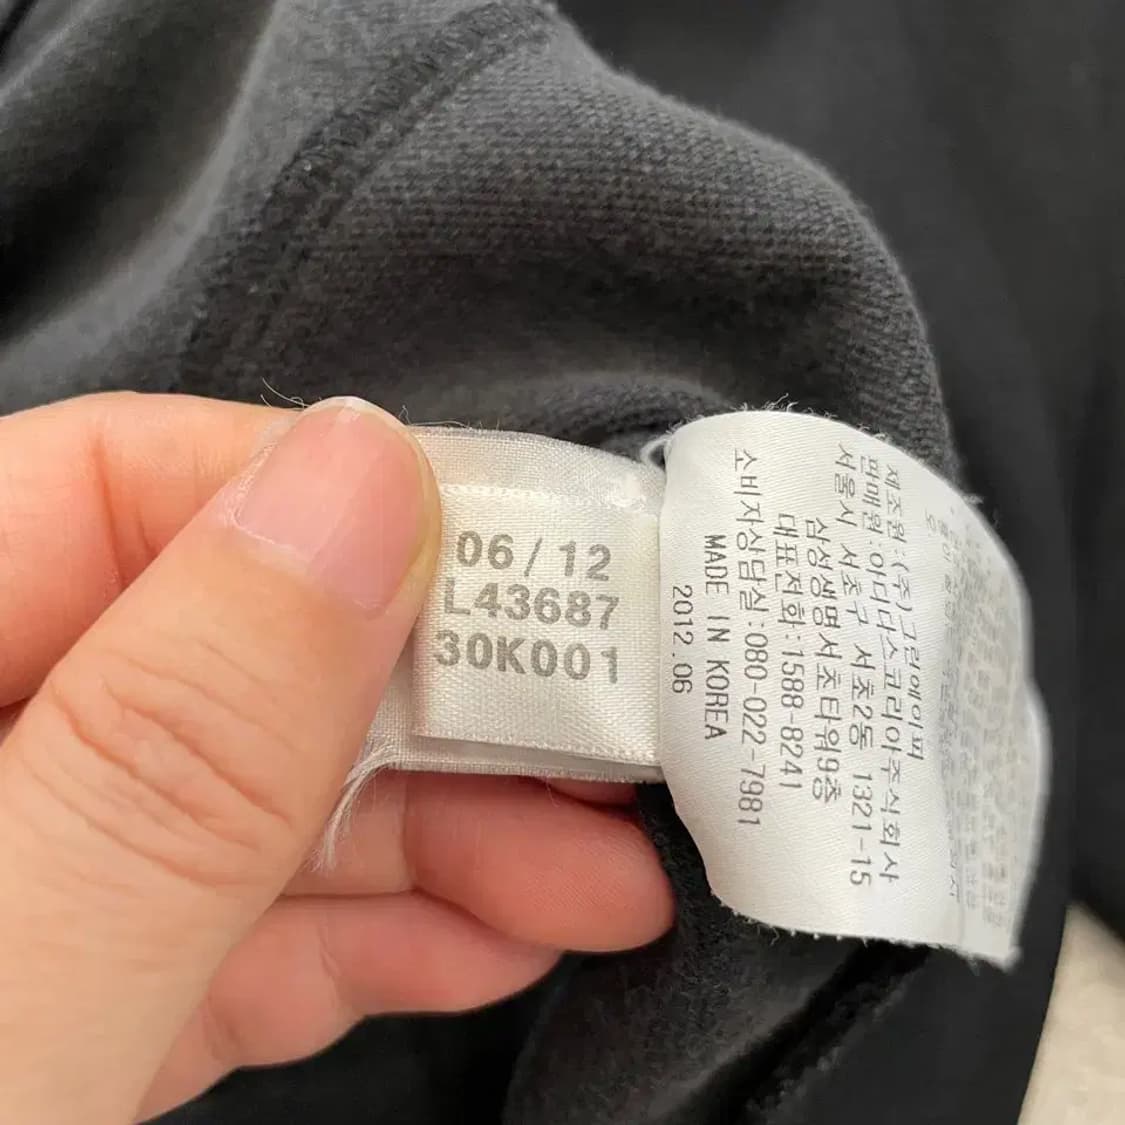 06/12
L43687
30K001
제조원:(주)그린에이피
판매원:아디다스코리아주식회사
서울시 서초구 서초2동 1321-15
삼성생명서초타워9층
대표전화:1588-8241
소비자상담실:080-022-7981
MADE IN KOREA
2012.06